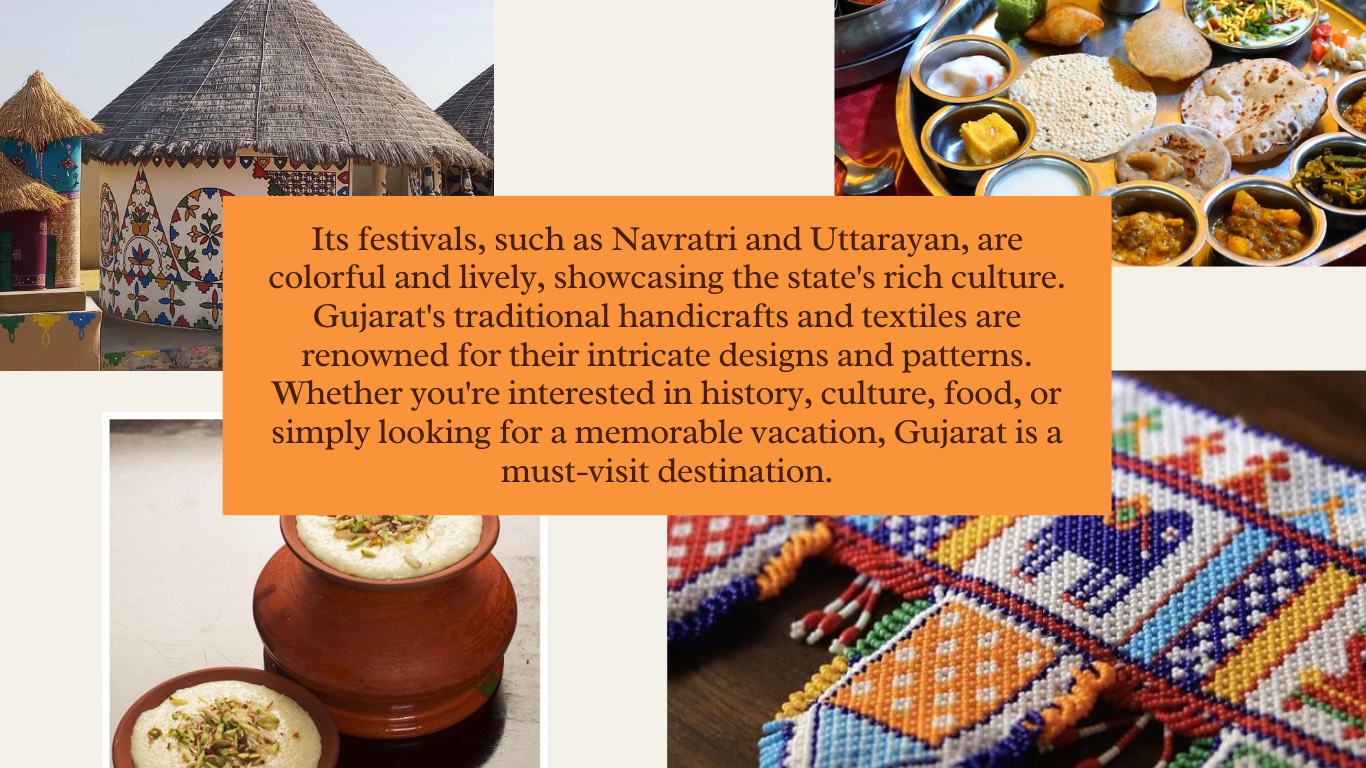 Its festivals, such as Navratri and Uttarayan, are
colorful and lively, showcasing the state's rich culture.
Gujarat's traditional handicrafts and textiles are
renowned for their intricate designs and patterns.
Whether you're interested in history, culture, food, or
simply looking for a memorable vacation, Gujarat is a
must-visit destination.